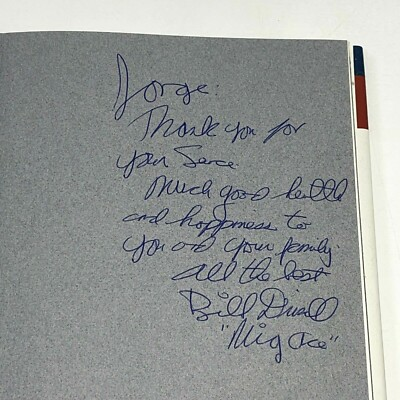 Jorge:
Thank you for
your Service
Much good health
and happiness to
you and your family
all the best
Bill Driscoll
"Mig Ace"